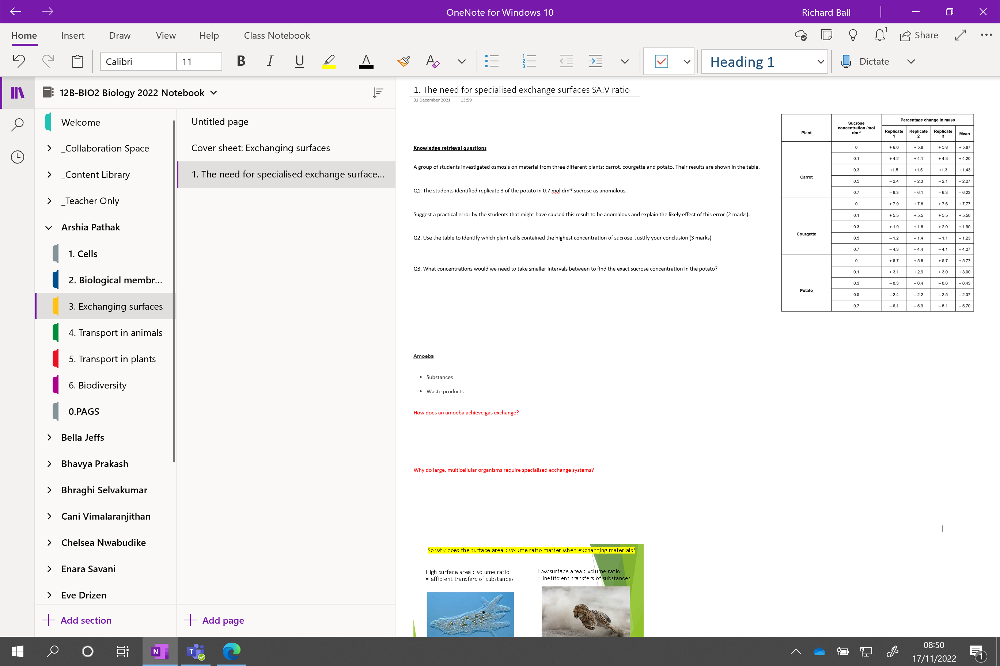 OneNote for Windows 10
Richard Ball
Home
Insert
Draw
View
Help
Class Notebook
1
Share
Calibri
11
B
I
U
A
A
1
2
3
Heading 1
Dictate
12B-BIO2 Biology 2022 Notebook
Welcome
_Collaboration Space
_Content Library
_Teacher Only
Arshia Pathak
1. Cells
2. Biological membr...
3. Exchanging surfaces
4. Transport in animals
5. Transport in plants
6. Biodiversity
0.PAGS
Bella Jeffs
Bhavya Prakash
Bhraghi Selvakumar
Cani Vimalaranjithan
Chelsea Nwabudike
Enara Savani
Eve Drizen
Add section
Untitled page
Cover sheet: Exchanging surfaces
1. The need for specialised exchange surface...
Add page
1. The need for specialised exchange surfaces SA:V ratio
01 December 2021 13:59
Knowledge retrieval questions
A group of students investigated osmosis on material from three different plants: carrot, courgette and potato. Their results are shown in the table.
Q1. The students identified replicate 3 of the potato in 0.7 mol dm-3 sucrose as anomalous.
Suggest a practical error by the students that might have caused this result to be anomalous and explain the likely effect of this error (2 marks).
Q2. Use the table to identify which plant cells contained the highest concentration of sucrose. Justify your conclusion (3 marks)
Q3. What concentrations would we need to take smaller intervals between to find the exact sucrose concentration in the potato?
Plant
Sucrose
concentration /mol
dm-3
Percentage change in mass
Replicate
1
Replicate
2
Replicate
3
Mean
Carrot
0 + 6.0 + 5.8 + 5.8 + 5.87
0.1 + 4.2 + 4.1 + 4.3 + 4.20
0.3 +1.5 +1.5 +1.3 + 1.43
0.5 – 2.4 – 2.3 – 2.1 – 2.27
0.7 – 6.3 – 6.1 – 6.3 – 6.23
Courgette
0 + 7.9 + 7.8 + 7.6 + 7.77
0.1 + 5.5 + 5.5 + 5.5 + 5.50
0.3 + 1.9 + 1.8 + 2.0 + 1.90
0.5 – 1.2 – 1.4 – 1.1 – 1.23
0.7 – 4.3 – 4.4 – 4.1 – 4.27
Potato
0 + 5.7 + 5.8 + 5.7 + 5.77
0.1 + 3.1 + 2.9 + 3.0 + 3.00
0.3 – 0.3 – 0.4 – 0.6 – 0.43
0.5 – 2.4 – 2.2 – 2.5 – 2.37
0.7 – 6.1 – 5.9 – 5.1 – 5.70
Amoeba
• Substances
• Waste products
How does an amoeba achieve gas exchange?
Why do large, multicellular organisms require specialised exchange systems?
So why does the surface area : volume ratio matter when exchanging materials?
High surface area : volume ratio
= efficient transfers of substances
Low surface area : volume ratio
= inefficient transfers of substances
N
T
08:50
17/11/2022
1